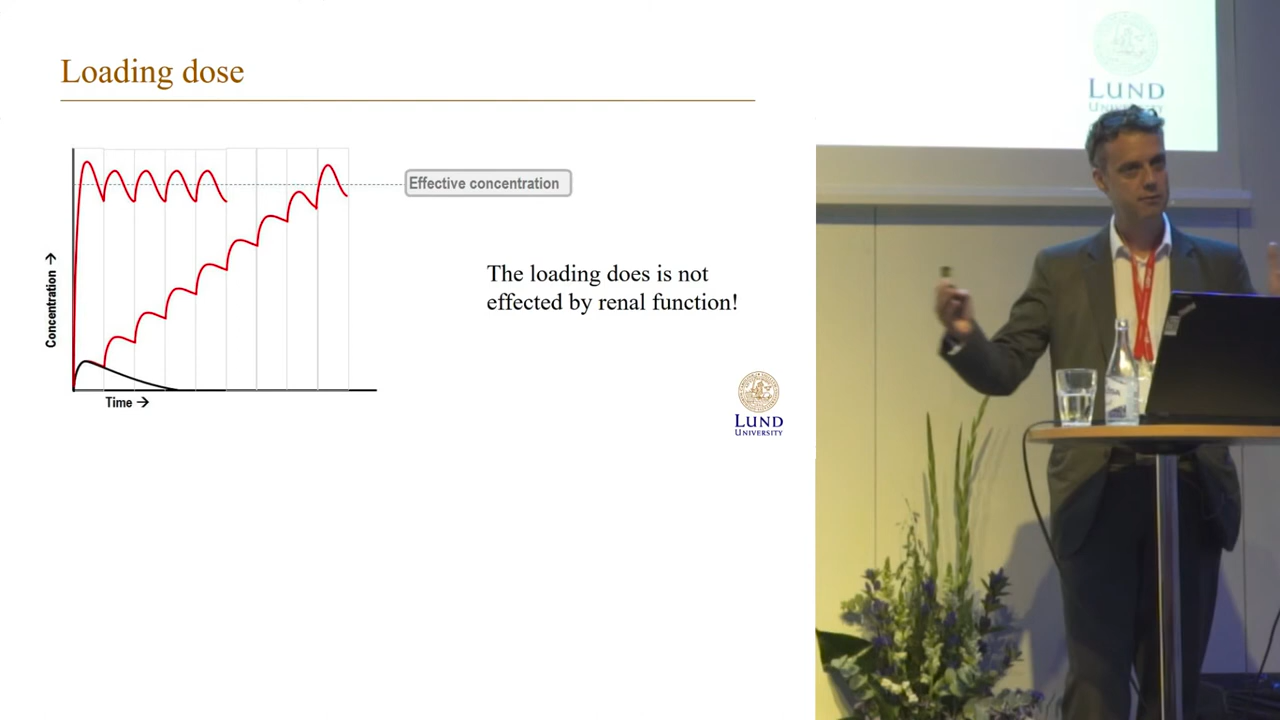 Loading dose
Effective concentration
Concentration →
Time →
The loading does is not
effected by renal function!
LUND
UNIVERSITY
LUND
UNIVERSITY